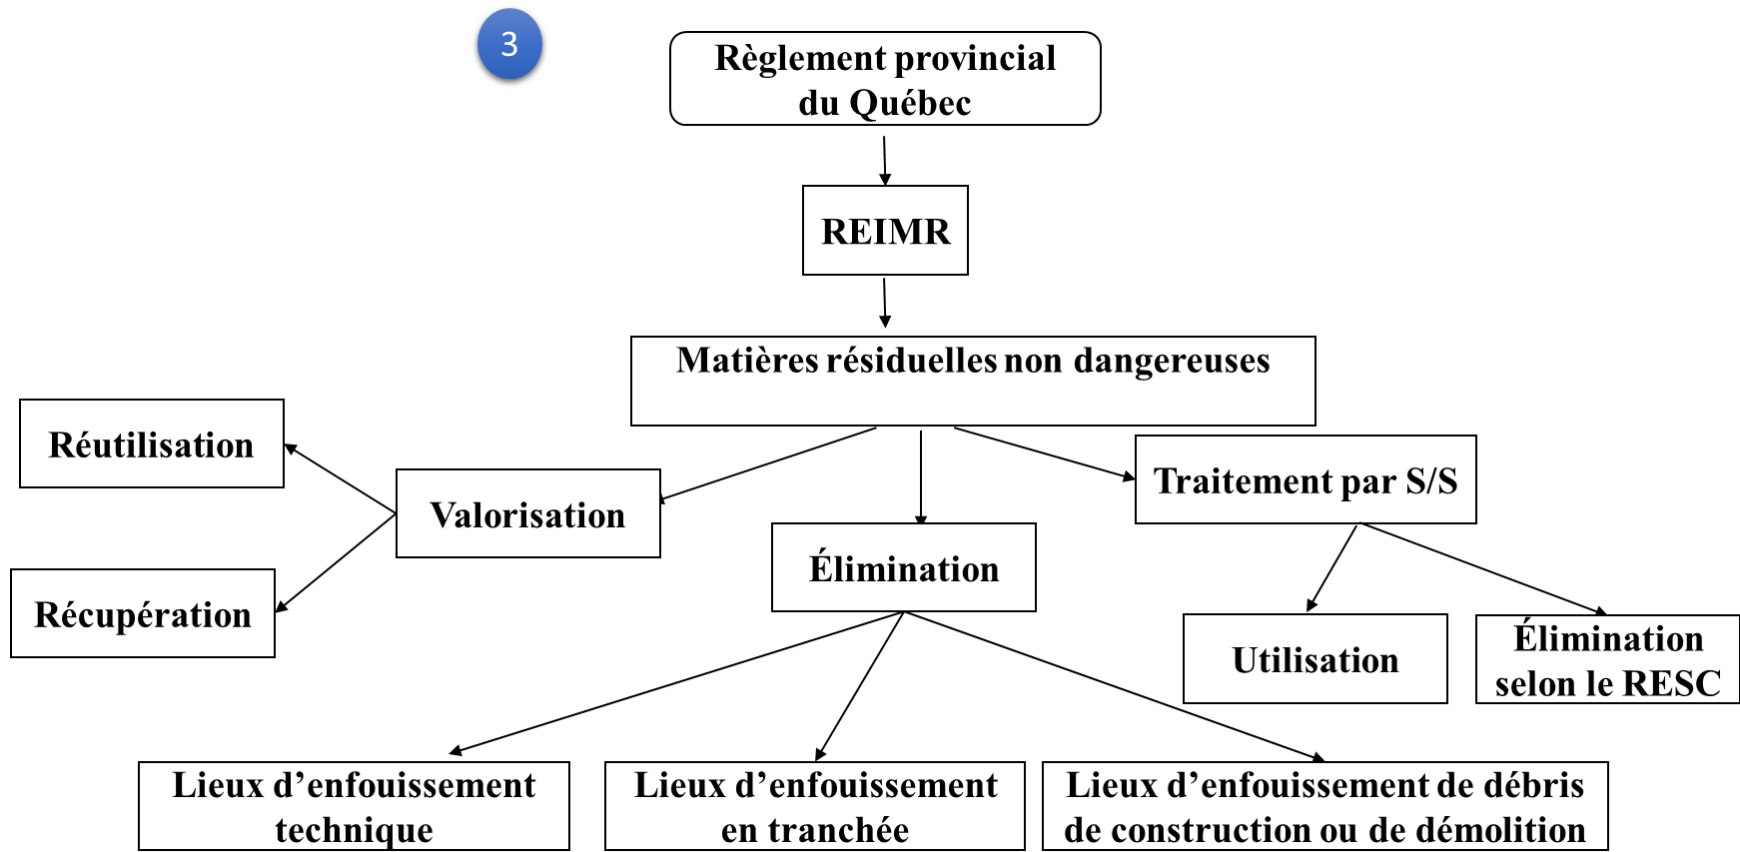 3
Règlement provincial
du Québec
REIMR
Matières résiduelles non dangereuses
Réutilisation
Valorisation
Récupération
Élimination
Traitement par S/S
Utilisation
Élimination
selon le RESC
Lieux d’enfouissement
technique
Lieux d’enfouissement
en tranchée
Lieux d’enfouissement de débris
de construction ou de démolition